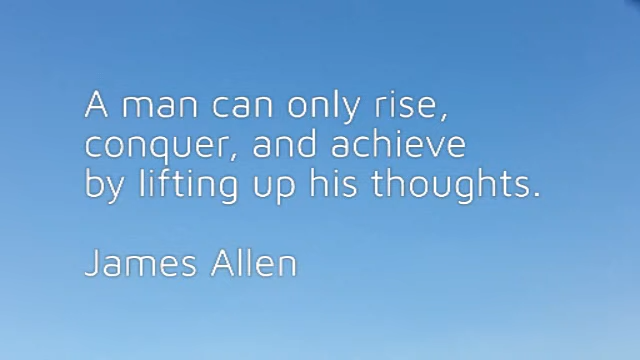 A man can only rise,
conquer, and achieve
by lifting up his thoughts.
James Allen